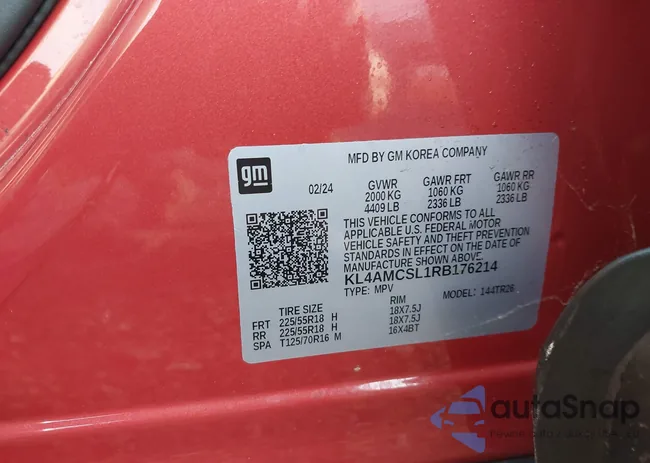 gm
MFD BY GM KOREA COMPANY
02/24
GVWR GAWR FRT GAWR RR
2000 KG 1060 KG 1060 KG
4409 LB 2336 LB 2336 LB
THIS VEHICLE CONFORMS TO ALL
APPLICABLE U.S. FEDERAL MOTOR
VEHICLE SAFETY AND THEFT PREVENTION
STANDARDS IN EFFECT ON THE DATE OF
MANUFACTURE SHOWN ABOVE.
KL4AMCSL1RB176214
TYPE: MPV MODEL: 144TR26
TIRE SIZE RIM
FRT 225/55R18 H 18X7.5J
RR 225/55R18 H 18X7.5J
SPA T125/70R16 M 16X4BT
autaSnap